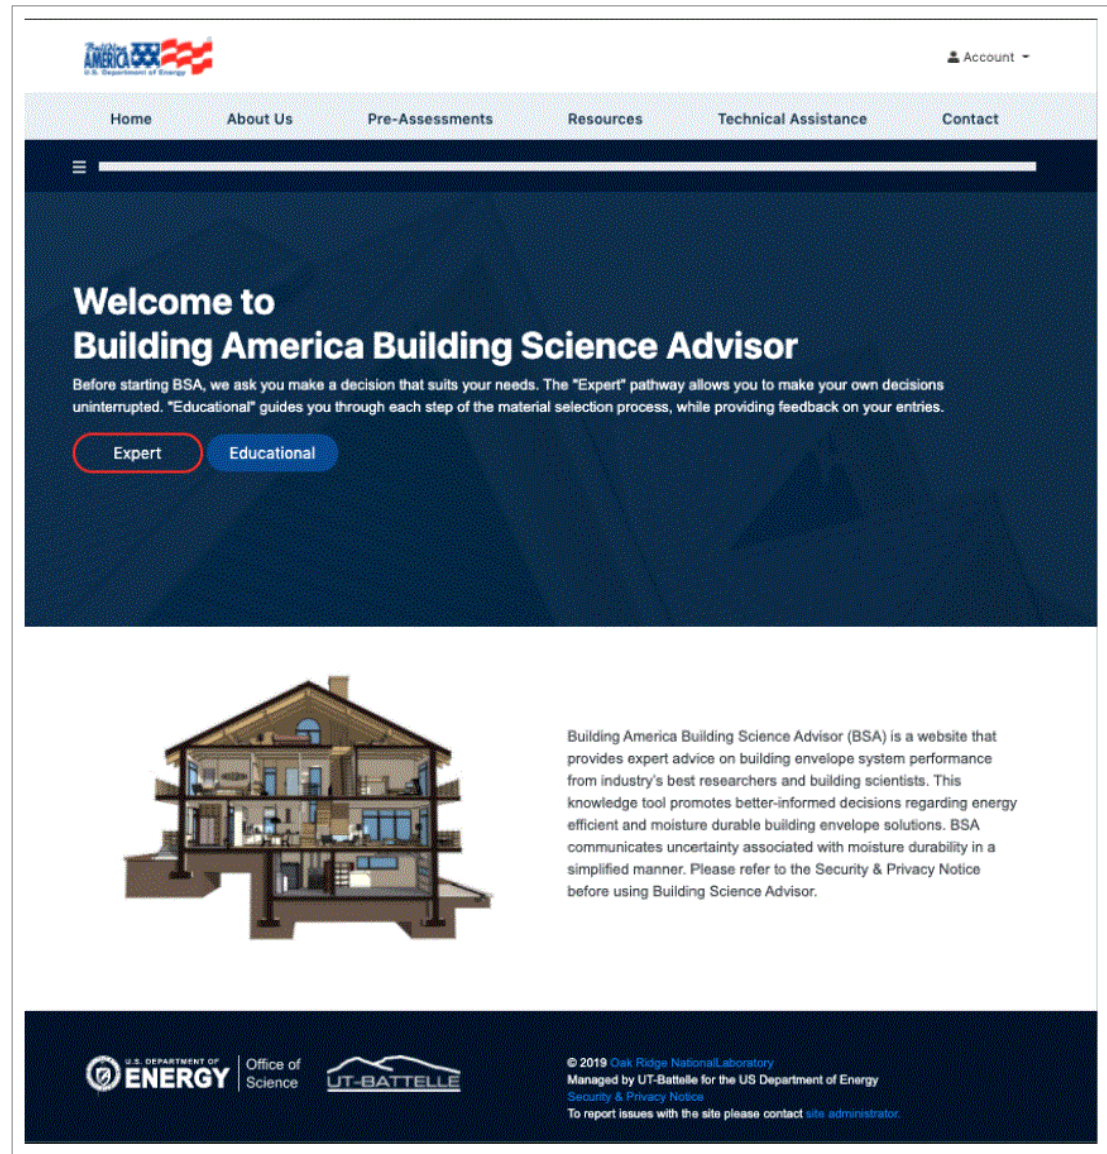 Building
AMERICA
U.S. Department of Energy
Account
Home About Us Pre-Assessments Resources Technical Assistance Contact
Welcome to
Building America Building Science Advisor
Before starting BSA, we ask you make a decision that suits your needs. The "Expert" pathway allows you to make your own decisions
uninterrupted. "Educational" guides you through each step of the material selection process, while providing feedback on your entries.
Expert Educational
Building America Building Science Advisor (BSA) is a website that
provides expert advice on building envelope system performance
from industry's best researchers and building scientists. This
knowledge tool promotes better-informed decisions regarding energy
efficient and moisture durable building envelope solutions. BSA
communicates uncertainty associated with moisture durability in a
simplified manner. Please refer to the Security & Privacy Notice
before using Building Science Advisor.
U.S. DEPARTMENT OF
ENERGY
Office of
Science
UT-BATTELLE
© 2019 Oak Ridge NationalLaboratory
Managed by UT-Battelle for the US Department of Energy
Security & Privacy Notice
To report issues with the site please contact site administrator.